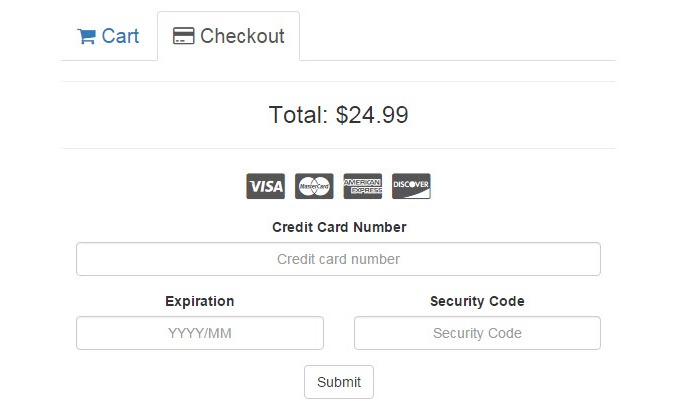 Cart Checkout
Total: $24.99
VISA MasterCard AMERICAN EXPRESS DISCOVER
Credit Card Number
Credit card number
Expiration Security Code
YYYY/MM Security Code
Submit